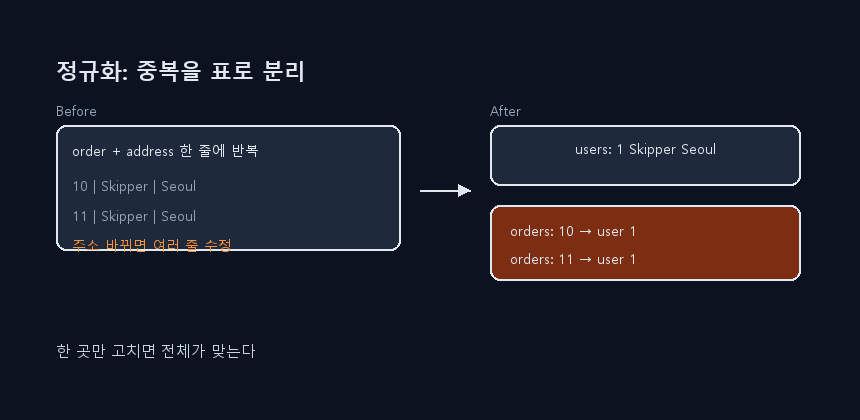 정규화: 중복을 표로 분리
Before
order + address 한 줄에 반복
10 | Skipper | Seoul
11 | Skipper | Seoul
주소 바뀌면 여러 줄 수정
After
users: 1 Skipper Seoul
orders: 10 → user 1
orders: 11 → user 1
한 곳만 고치면 전체가 맞는다